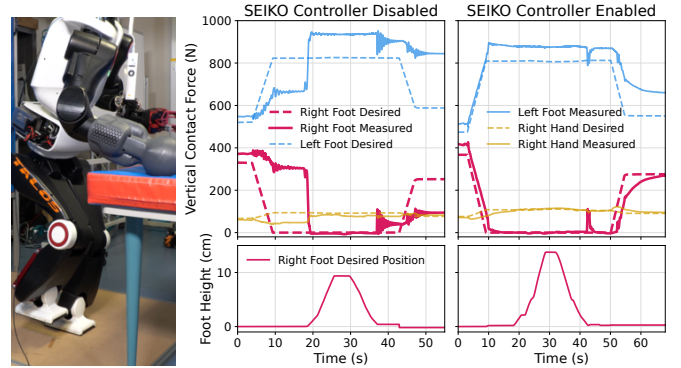 SEIKO Controller Disabled
SEIKO Controller Enabled
Vertical Contact Force (N)
1000
800
600
400
200
0
Right Foot Desired
Right Foot Measured
Left Foot Desired
Left Foot Measured
Right Hand Desired
Right Hand Measured
TALOS
Foot Height (cm)
10
0
Right Foot Desired Position
0 10 20 30 40 50
0 10 20 30 40 50 60
Time (s)
Time (s)